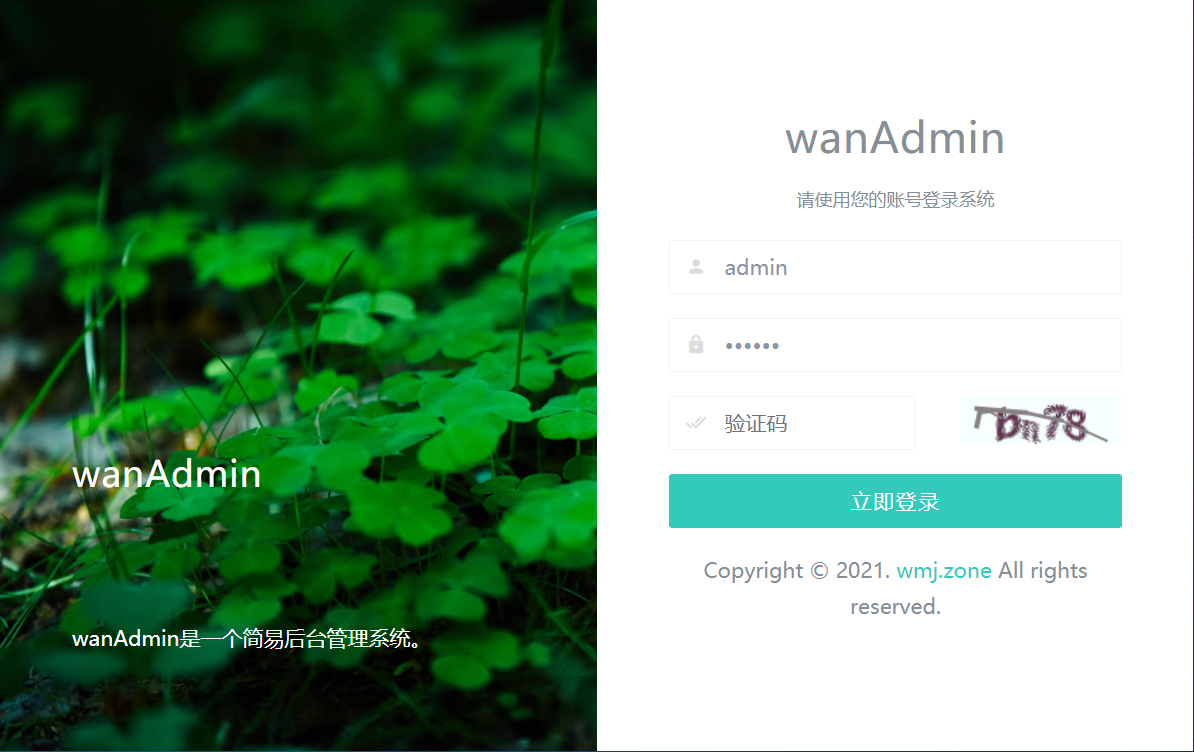 wanAdmin
wanAdmin是一个简易后台管理系统。
wanAdmin
请使用您的账号登录系统
admin
••••••
验证码
bn78
立即登录
Copyright © 2021. wmj.zone All rights
reserved.